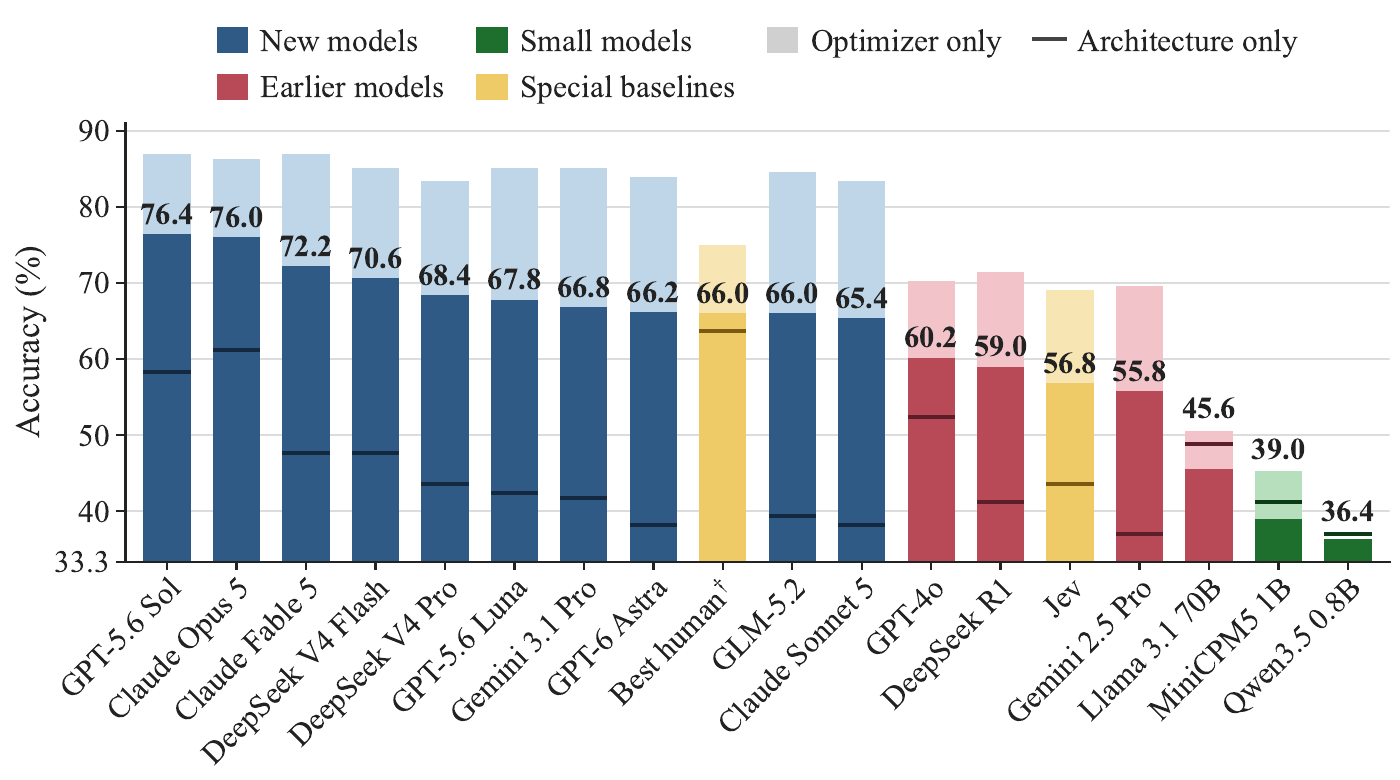 New models Small models Optimizer only Architecture only
Earlier models Special baselines
Accuracy (%)
90
80
70
60
50
40
33.3
76.4 76.0 72.2 70.6 68.4 67.8 66.8 66.2 66.0 66.0 65.4 60.2 59.0 56.8 55.8 45.6 39.0 36.4
GPT-5.6 Sol
Claude Opus 5
Claude Fable 5
DeepSeek V4 Flash
DeepSeek V4 Pro
GPT-5.6 Luna
Gemini 3.1 Pro
GPT-6 Astra
Best human†
GLM-5.2
Claude Sonnet 5
GPT-4o
DeepSeek R1
Jev
Gemini 2.5 Pro
Llama 3.1 70B
MiniCPM5 1B
Qwen3.5 0.8B